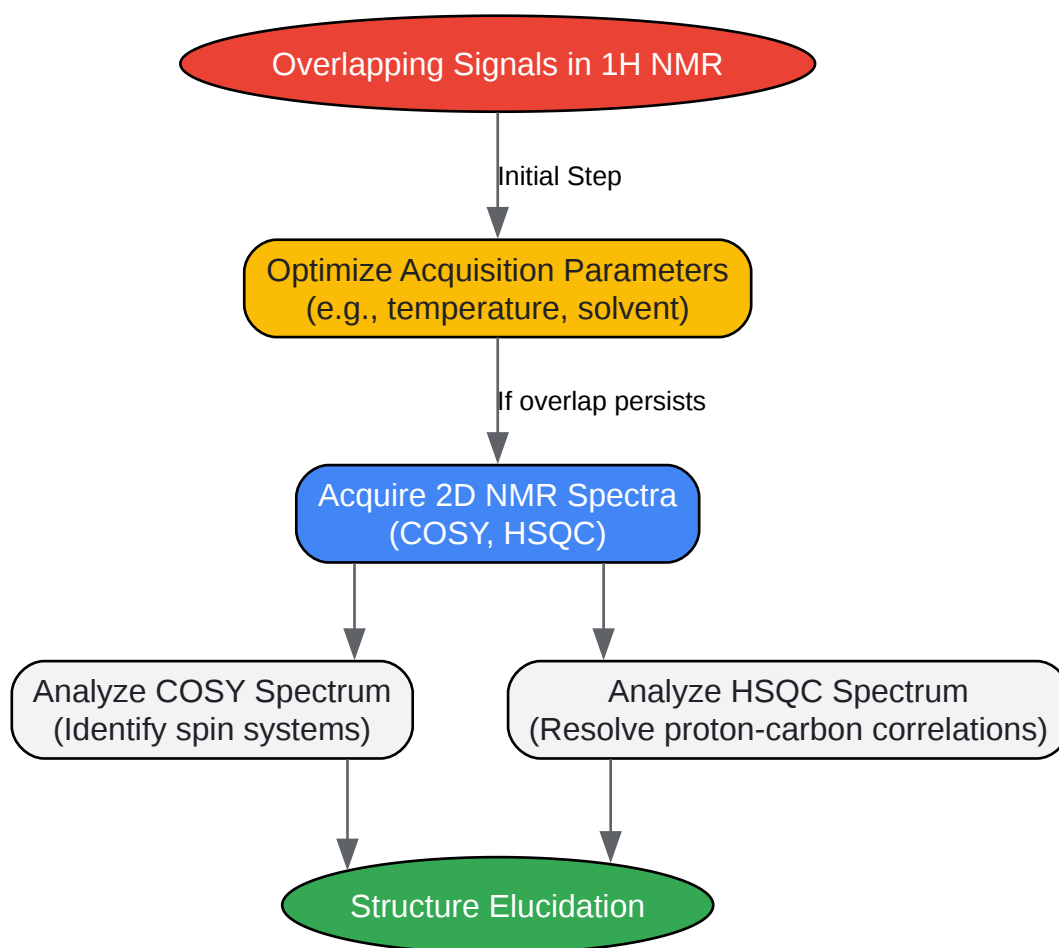 Overlapping Signals in 1H NMR
Initial Step
Optimize Acquisition Parameters
(e.g., temperature, solvent)
If overlap persists
Acquire 2D NMR Spectra
(COSY, HSQC)
Analyze COSY Spectrum
(Identify spin systems)
Analyze HSQC Spectrum
(Resolve proton-carbon correlations)
Structure Elucidation